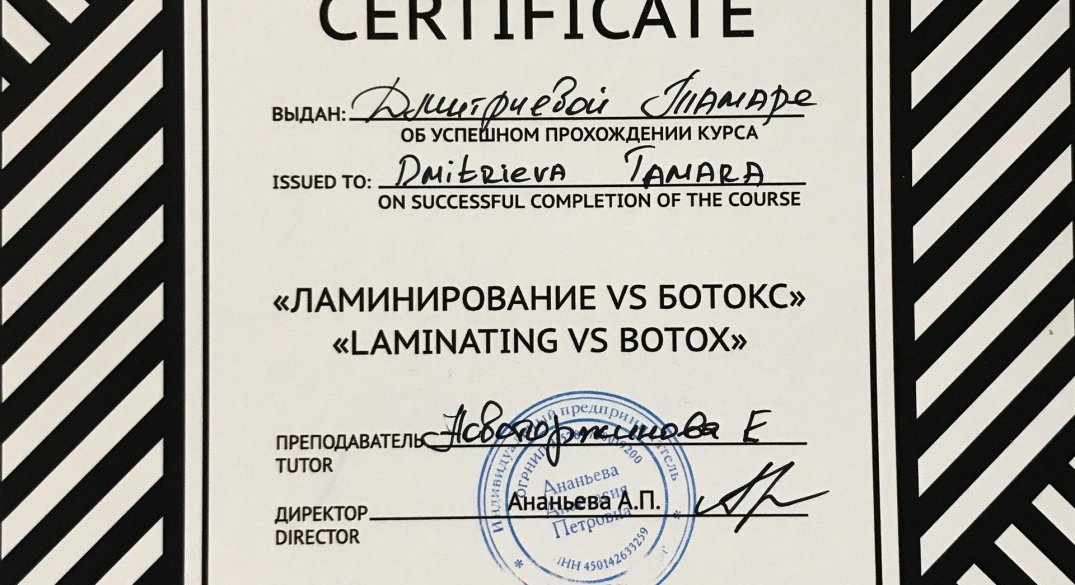 CERTIFICATE
ВЫДАН: Дмитриевой Тамаре
ОБ УСПЕШНОМ ПРОХОЖДЕНИИ КУРСА
ISSUED TO: Dmitrieva Tamara
ON SUCCESSFUL COMPLETION OF THE COURSE
«ЛАМИНИРОВАНИЕ VS БОТОКС»
«LAMINATING VS BOTOX»
ПРЕПОДАВАТЕЛЬ Е
TUTOR
Индивидуальный предприниматель
ОГРНИП
Ананьева
Петровна
ИНН 450142633259
ДИРЕКТОР Ананьева А.П.
DIRECTOR